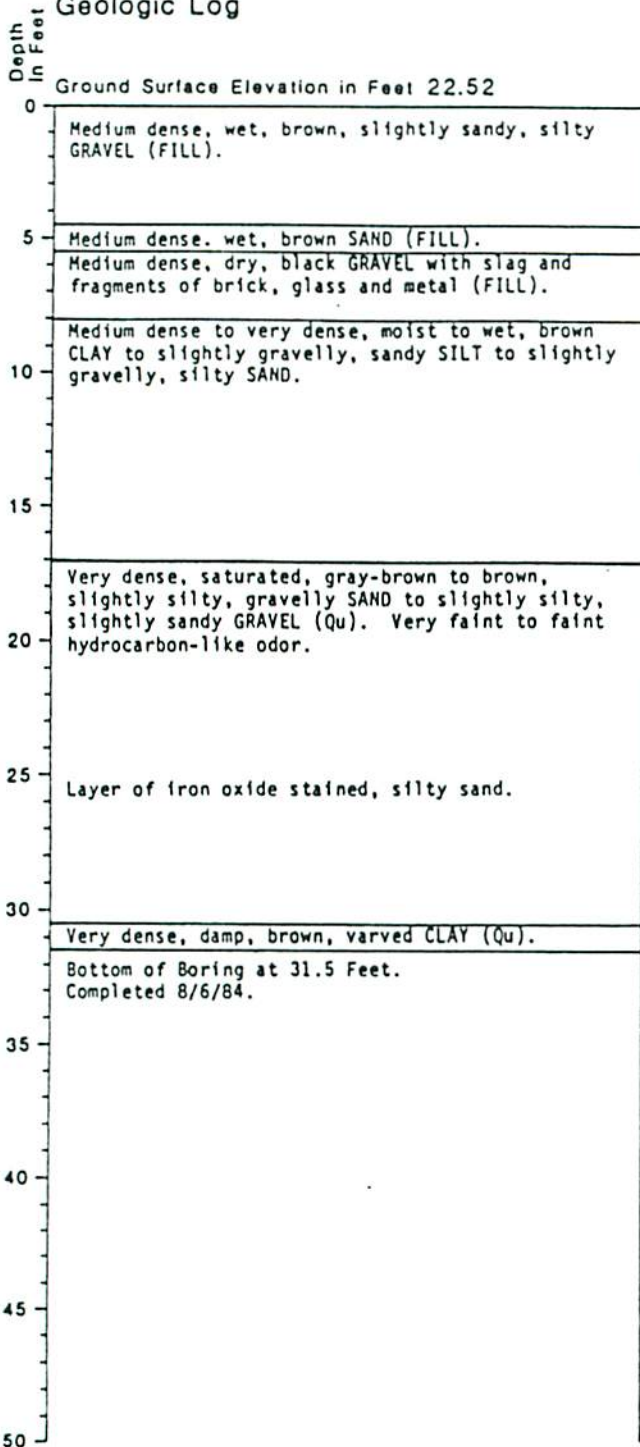 Geologic Log
Depth
In Feet
Ground Surface Elevation in Feet 22.52
0
Medium dense, wet, brown, slightly sandy, silty
GRAVEL (FILL).
5
Medium dense. wet, brown SAND (FILL).
Medium dense, dry, black GRAVEL with slag and
fragments of brick, glass and metal (FILL).
Medium dense to very dense, moist to wet, brown
CLAY to slightly gravelly, sandy SILT to slightly
10
gravelly, silty SAND.
15
Very dense, saturated, gray-brown to brown,
slightly silty, gravelly SAND to slightly silty,
slightly sandy GRAVEL (Qu). Very faint to faint
20
hydrocarbon-like odor.
25
Layer of iron oxide stained, silty sand.
30
Very dense, damp, brown, varved CLAY (Qu).
Bottom of Boring at 31.5 Feet.
Completed 8/6/84.
35
40
45
50